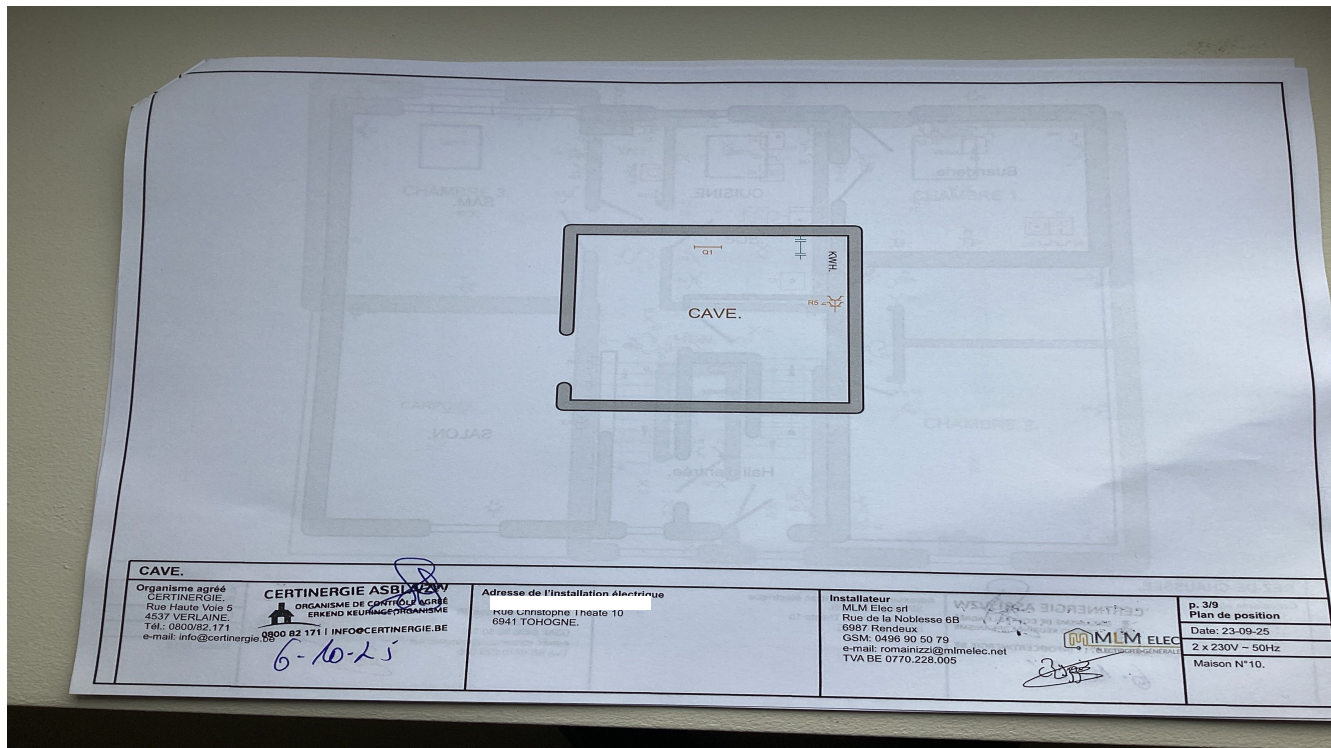 Q1
KWH.
R5
CAVE.
CAVE.
Organisme agréé
CERTINERGIE.
Rue Haute Voie 5
4537 VERLAINE.
Tél.: 0800/82.171
e-mail: info@certinergie.be
CERTINERGIE ASBL/VZW
ORGANISME DE CONTRÔLE AGRÉÉ
ERKEND KEURINGEORGANISME
0800 82 171 | INFO@CERTINERGIE.BE
6-10-25
Adresse de l'installation électrique
Rue Christophe Théate 10
6941 TOHOGNE.
Installateur
MLM Elec srl
Rue de la Noblesse 6B
6987 Rendeux
GSM: 0496 90 50 79
e-mail: romainizzi@mlmelec.net
TVA BE 0770.228.005
MLM ELEC
ÉLECTRICITÉ-GÉNÉRALE
p. 3/9
Plan de position
Date: 23-09-25
2 x 230V ~ 50Hz
Maison N°10.